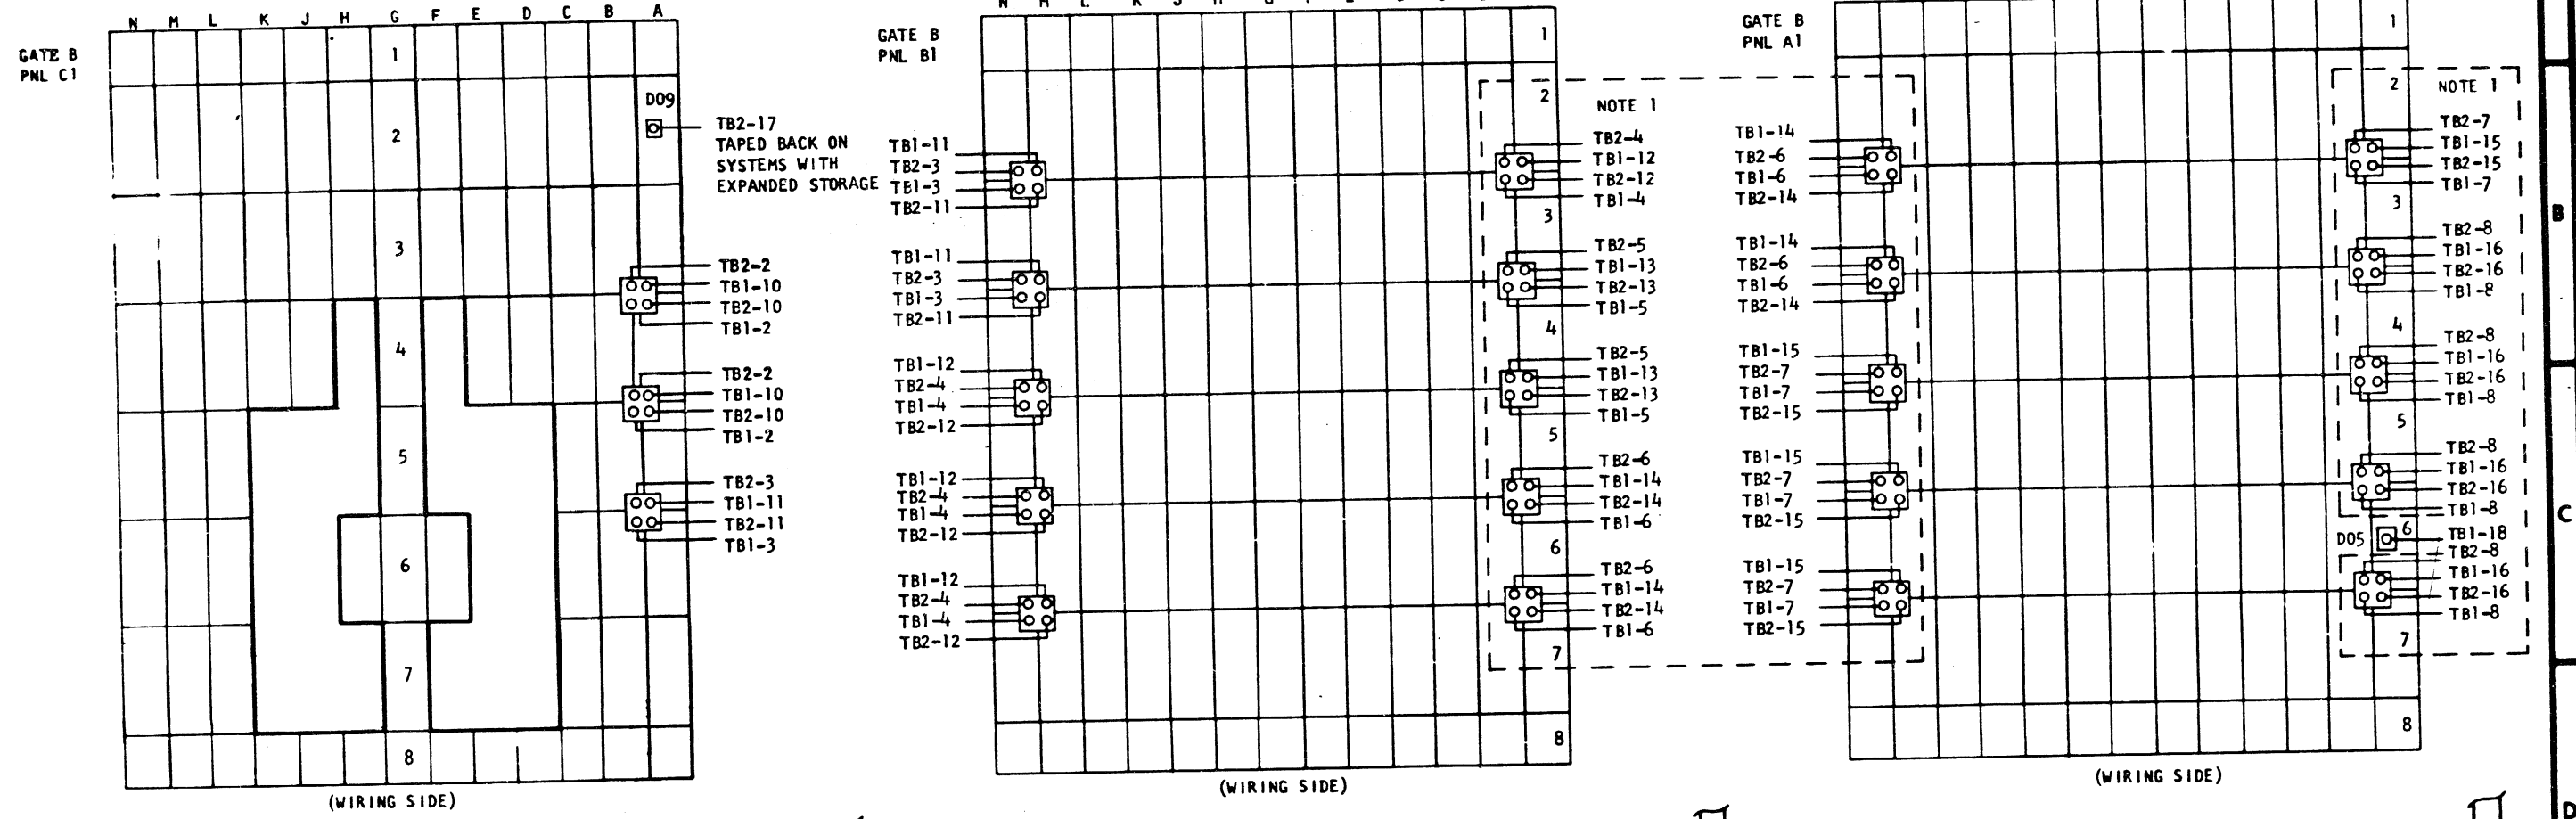 N M L K J H G F E D C B A
GATE B
PNL C1
1
2
3
4
5
6
7
8
D09
TB2-17
TAPED BACK ON
SYSTEMS WITH
EXPANDED STORAGE
TB2-2
TB1-10
TB2-10
TB1-2
TB2-2
TB1-10
TB2-10
TB1-2
TB2-3
TB1-11
TB2-11
TB1-3
(WIRING SIDE)
GATE B
PNL B1
TB1-11
TB2-3
TB1-3
TB2-11
TB1-11
TB2-3
TB1-3
TB2-11
TB1-12
TB2-4
TB1-4
TB2-12
TB1-12
TB2-4
TB1-4
TB2-12
TB1-12
TB2-4
TB1-4
TB2-12
1
2
3
4
5
6
7
8
NOTE 1
TB2-4
TB1-12
TB2-12
TB1-4
TB2-5
TB1-13
TB2-13
TB1-5
TB2-5
TB1-13
TB2-13
TB1-5
TB2-6
TB1-14
TB2-14
TB1-6
TB2-6
TB1-14
TB2-14
TB1-6
(WIRING SIDE)
GATE B
PNL A1
TB1-14
TB2-6
TB1-6
TB2-14
TB1-14
TB2-6
TB1-6
TB2-14
TB1-15
TB2-7
TB1-7
TB2-15
TB1-15
TB2-7
TB1-7
TB2-15
TB1-15
TB2-7
TB1-7
TB2-15
1
2
3
4
5
6
7
8
NOTE 1
TB2-7
TB1-15
TB2-15
TB1-7
TB2-8
TB1-16
TB2-16
TB1-8
TB2-8
TB1-16
TB2-16
TB1-8
TB2-8
TB1-16
TB2-16
TB1-8
D05
TB1-18
TB2-8
TB1-16
TB2-16
TB1-8
(WIRING SIDE)
B
C
D